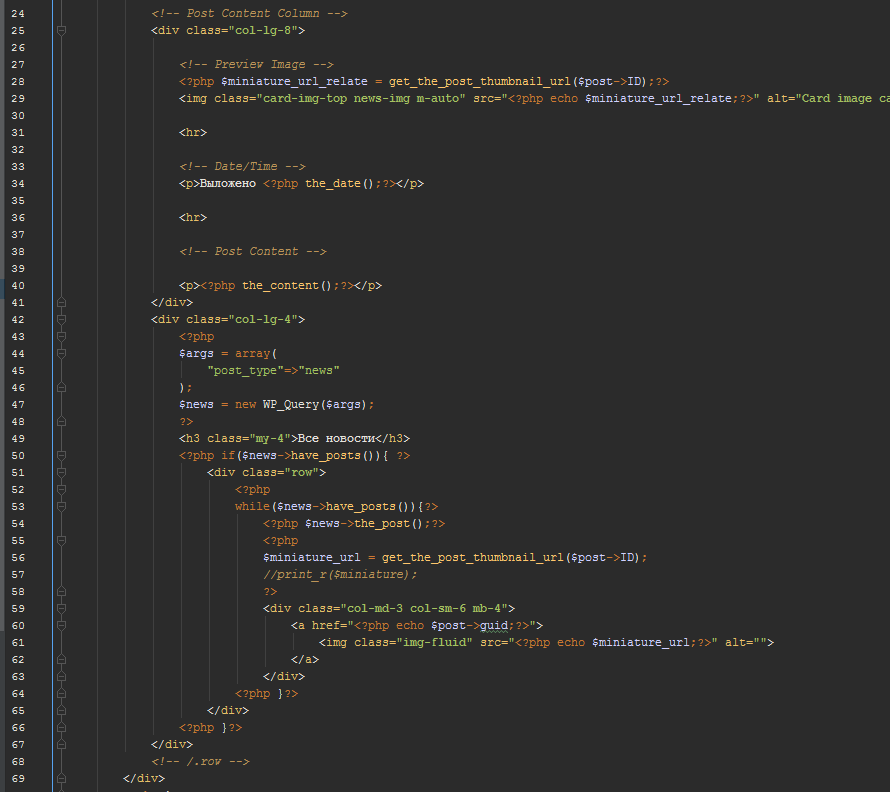 24 <!-- Post Content Column -->
25 <div class="col-lg-8">
26
27 <!-- Preview Image -->
28 <?php $miniature_url_relate = get_the_post_thumbnail_url($post->ID);?>
29 <img class="card-img-top news-img m-auto" src="<?php echo $miniature_url_relate;?>" alt="Card image ca
30
31 <hr>
32
33 <!-- Date/Time -->
34 <p>Выложено <?php the_date();?></p>
35
36 <hr>
37
38 <!-- Post Content -->
39
40 <p><?php the_content();?></p>
41 </div>
42 <div class="col-lg-4">
43 <?php
44 $args = array(
45 "post_type"=>"news"
46 );
47 $news = new WP_Query($args);
48 ?>
49 <h3 class="my-4">Все новости</h3>
50 <?php if($news->have_posts()){ ?>
51 <div class="row">
52 <?php
53 while($news->have_posts()){?>
54 <?php $news->the_post();?>
55 <?php
56 $miniature_url = get_the_post_thumbnail_url($post->ID);
57 //print_r($miniature);
58 ?>
59 <div class="col-md-3 col-sm-6 mb-4">
60 <a href="<?php echo $post->guid;?>">
61 <img class="img-fluid" src="<?php echo $miniature_url;?>" alt="">
62 </a>
63 </div>
64 <?php }?>
65 </div>
66 <?php }?>
67 </div>
68 <!-- /.row -->
69 </div>